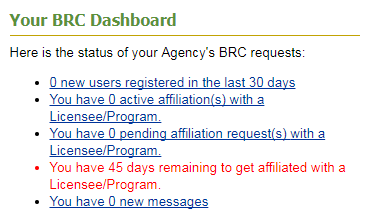 Your BRC Dashboard
Here is the status of your Agency's BRC requests:
0 new users registered in the last 30 days
You have 0 active affiliation(s) with a
Licensee/Program.
You have 0 pending affiliation request(s) with a
Licensee/Program.
You have 45 days remaining to get affiliated with a
Licensee/Program.
You have 0 new messages